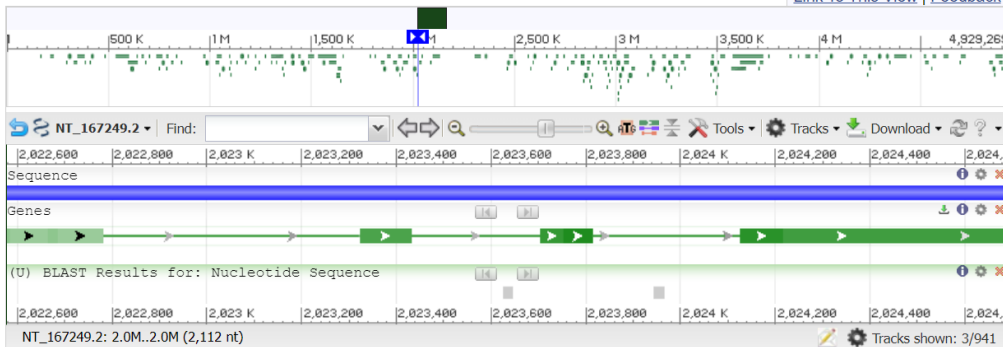 Link To This View | Feedback
500 K 1 M 1,500 K M 2,500 K 3 M 3,500 K 4 M 4,929,269
NT_167249.2 Find: ATG Tools Tracks Download ?
2,022,600 2,022,800 2,023 K 2,023,200 2,023,400 2,023,600 2,023,800 2,024 K 2,024,200 2,024,400 2,024,
Sequence
Genes
(U) BLAST Results for: Nucleotide Sequence
2,022,600 2,022,800 2,023 K 2,023,200 2,023,400 2,023,600 2,023,800 2,024 K 2,024,200 2,024,400 2,024,
NT_167249.2: 2.0M..2.0M (2,112 nt) Tracks shown: 3/941